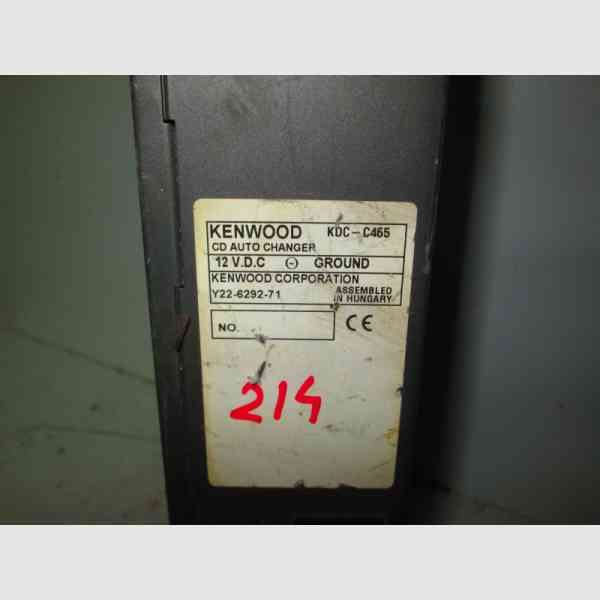 KENWOOD KDC-C465
CD AUTO CHANGER
12 V.D.C ⊖ GROUND
KENWOOD CORPORATION
Y22-6292-71 ASSEMBLED
IN HUNGARY
NO. CE
214